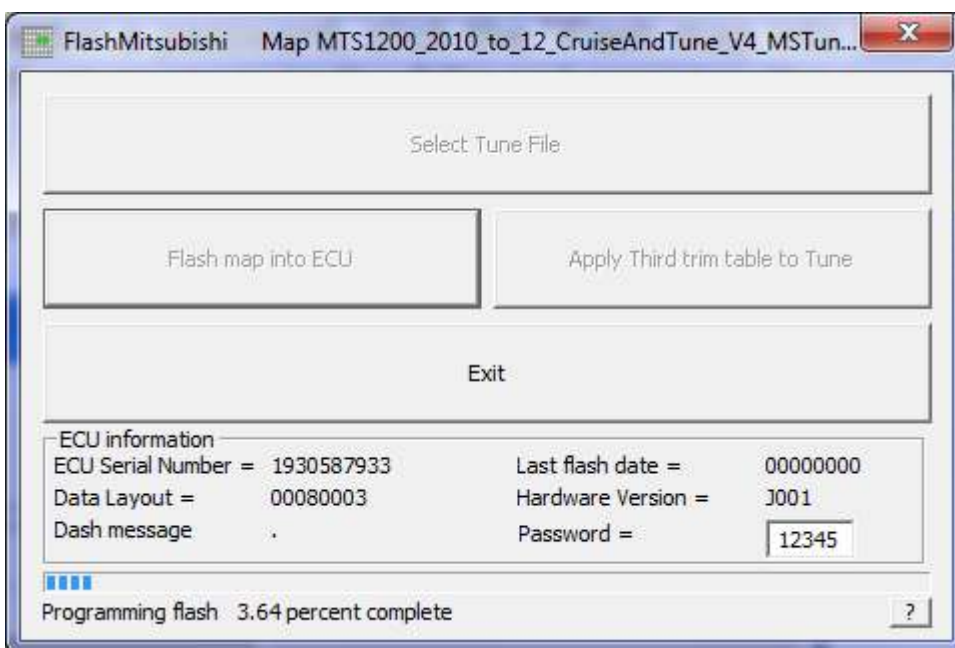 FlashMitsubishi Map MTS1200_2010_to_12_CruiseAndTune_V4_MSTun...
Select Tune File
Flash map into ECU Apply Third trim table to Tune
Exit
ECU information
ECU Serial Number = 1930587933 Last flash date = 00000000
Data Layout = 00080003 Hardware Version = J001
Dash message . Password = 12345
Programming flash 3.64 percent complete ?